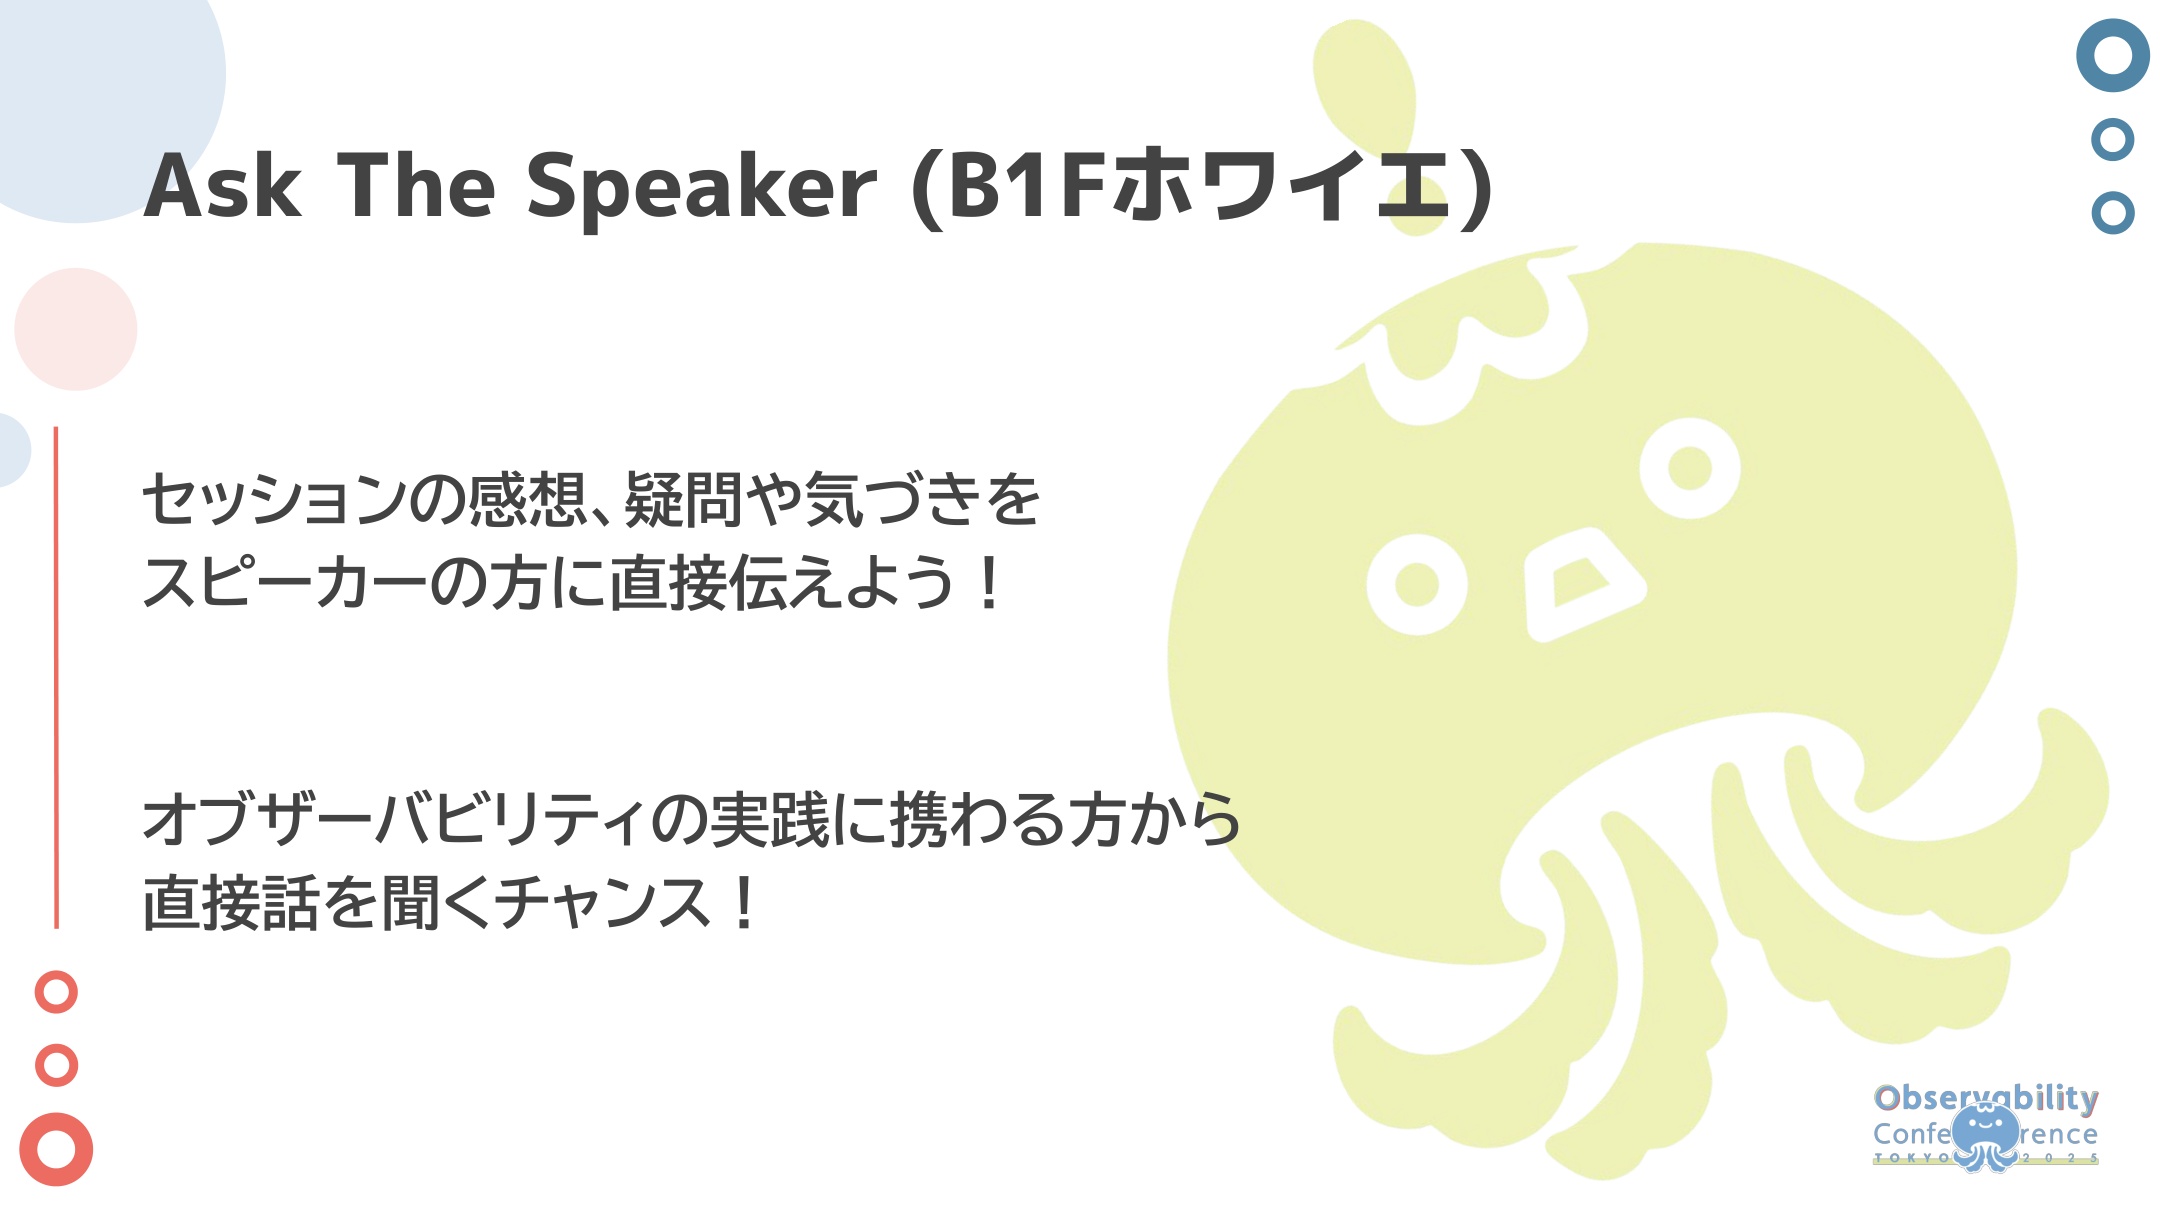 Ask The Speaker (B1Fホワイエ)
セッションの感想、疑問や気づきを
スピーカーの方に直接伝えよう！
オブザーバビリティの実践に携わる方から
直接話を聞くチャンス！
Observability
Conference
TOKYO 2025